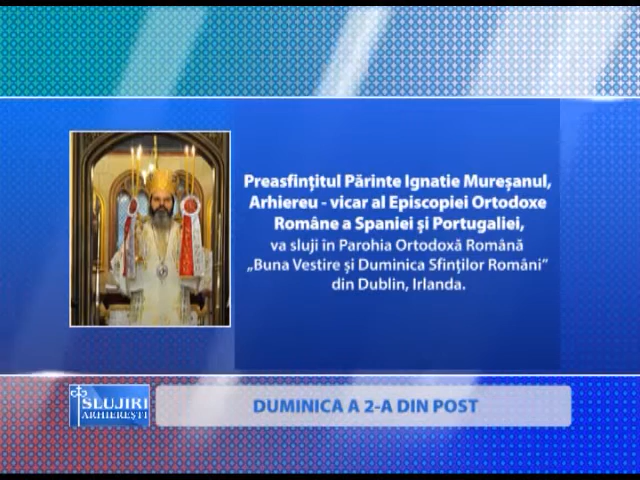 Preasfințitul Părinte Ignatie Mureșanul,
Arhiereu - vicar al Episcopiei Ortodoxe
Române a Spaniei și Portugaliei,
va sluji în Parohia Ortodoxă Română
„Buna Vestire și Duminica Sfinților Români”
din Dublin, Irlanda.
SLUJIRI
ARHIEREȘTI
DUMINICA A 2-A DIN POST